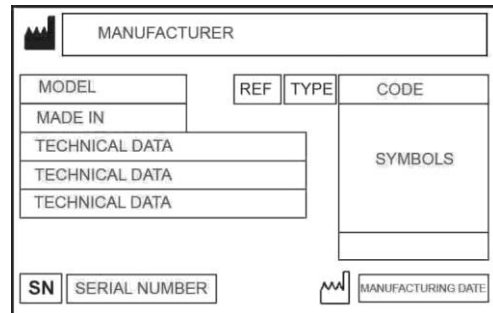 MANUFACTURER
MODEL
REF TYPE CODE
MADE IN
TECHNICAL DATA
TECHNICAL DATA
TECHNICAL DATA
SYMBOLS
SN SERIAL NUMBER
MANUFACTURING DATE